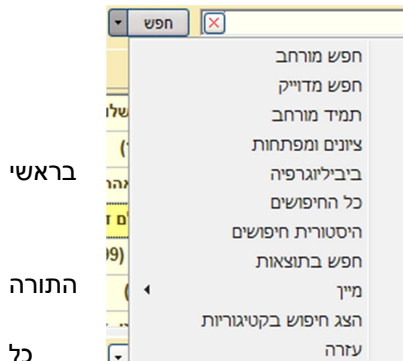 חפש
חפש מורחב
חפש מדוייק
תמיד מורחב
ציונים ומפתחות
ביביליוגרפיה
כל החיפושים
היסטורית חיפושים
חפש בתוצאות
מיין
הצג חיפוש בקטיגוריות
עזרה
בראשי
התורה
כל